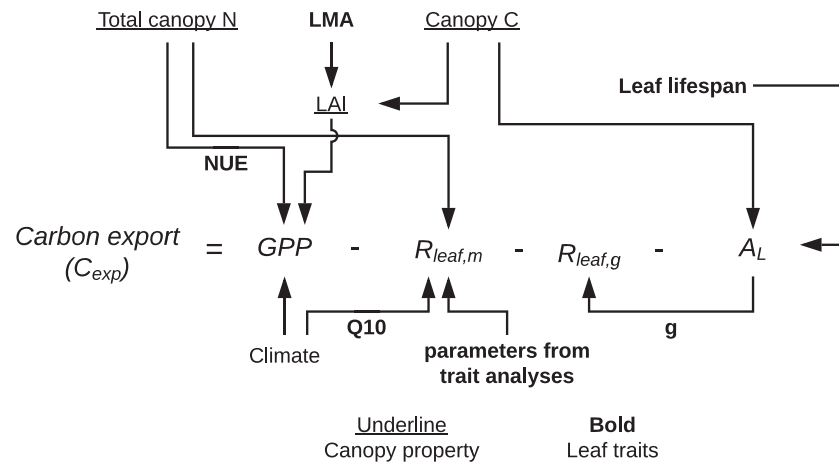 Total canopy N LMA Canopy C
Leaf lifespan
LAI
NUE
Carbon export
(Cexp)
= GPP - Rleaf,m - Rleaf,g - AL
Q10 g
Climate
parameters from
trait analyses
Underline Bold
Canopy property Leaf traits